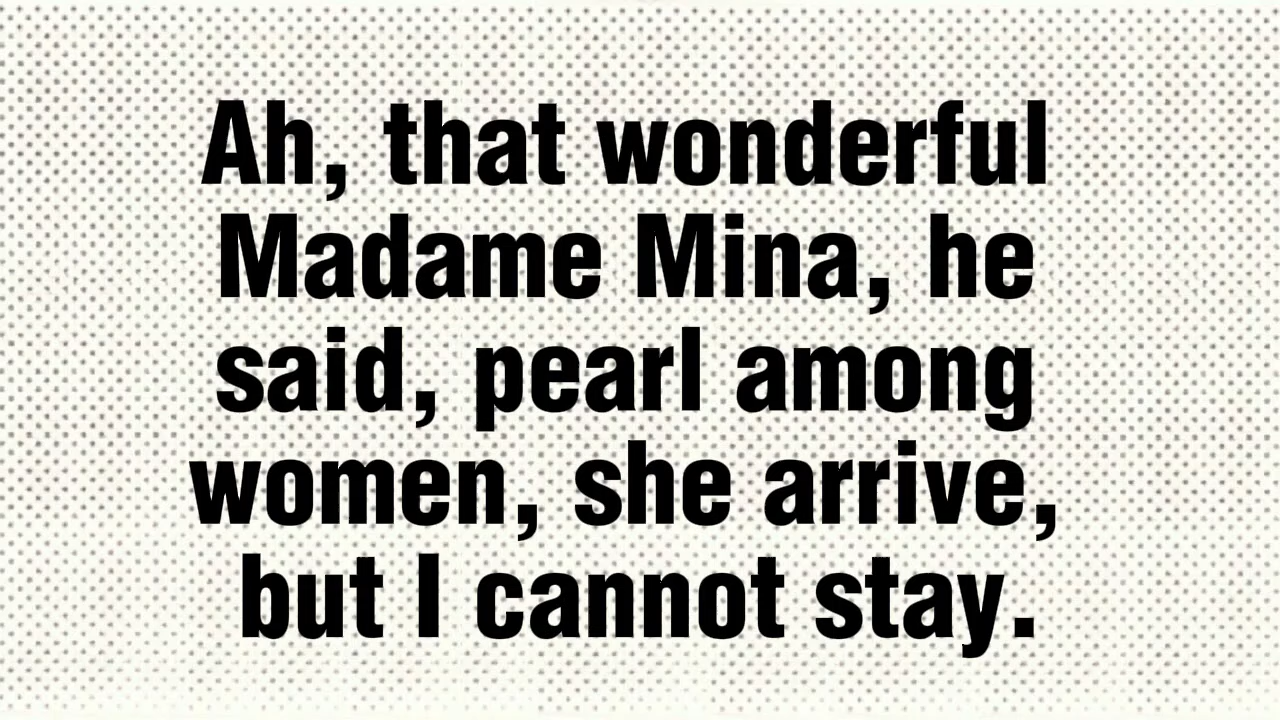 Ah, that wonderful
Madame Mina, he
said, pearl among
women, she arrive,
but I cannot stay.